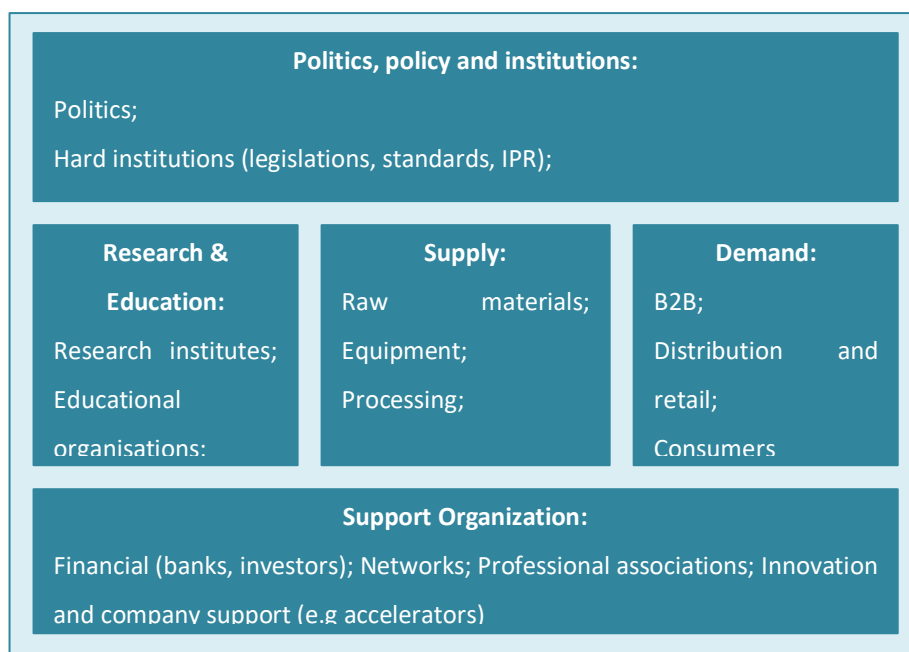 Politics, policy and institutions:
Politics;
Hard institutions (legislations, standards, IPR);
Research &
Education:
Research institutes;
Educational
organisations;
Supply:
Raw materials;
Equipment;
Processing;
Demand:
B2B;
Distribution and
retail;
Consumers
Support Organization:
Financial (banks, investors); Networks; Professional associations; Innovation
and company support (e.g accelerators)